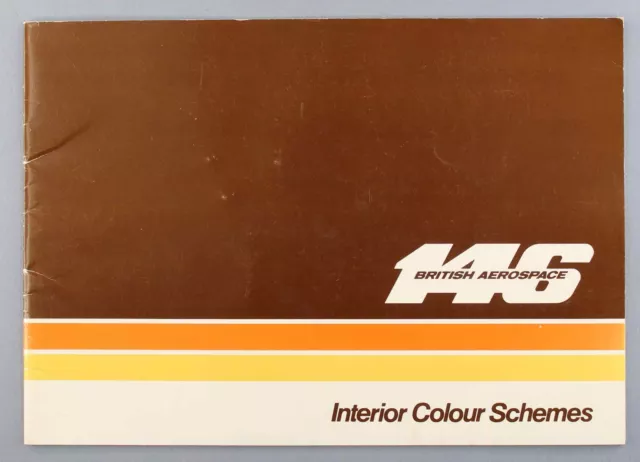 146
BRITISH AEROSPACE
Interior Colour Schemes